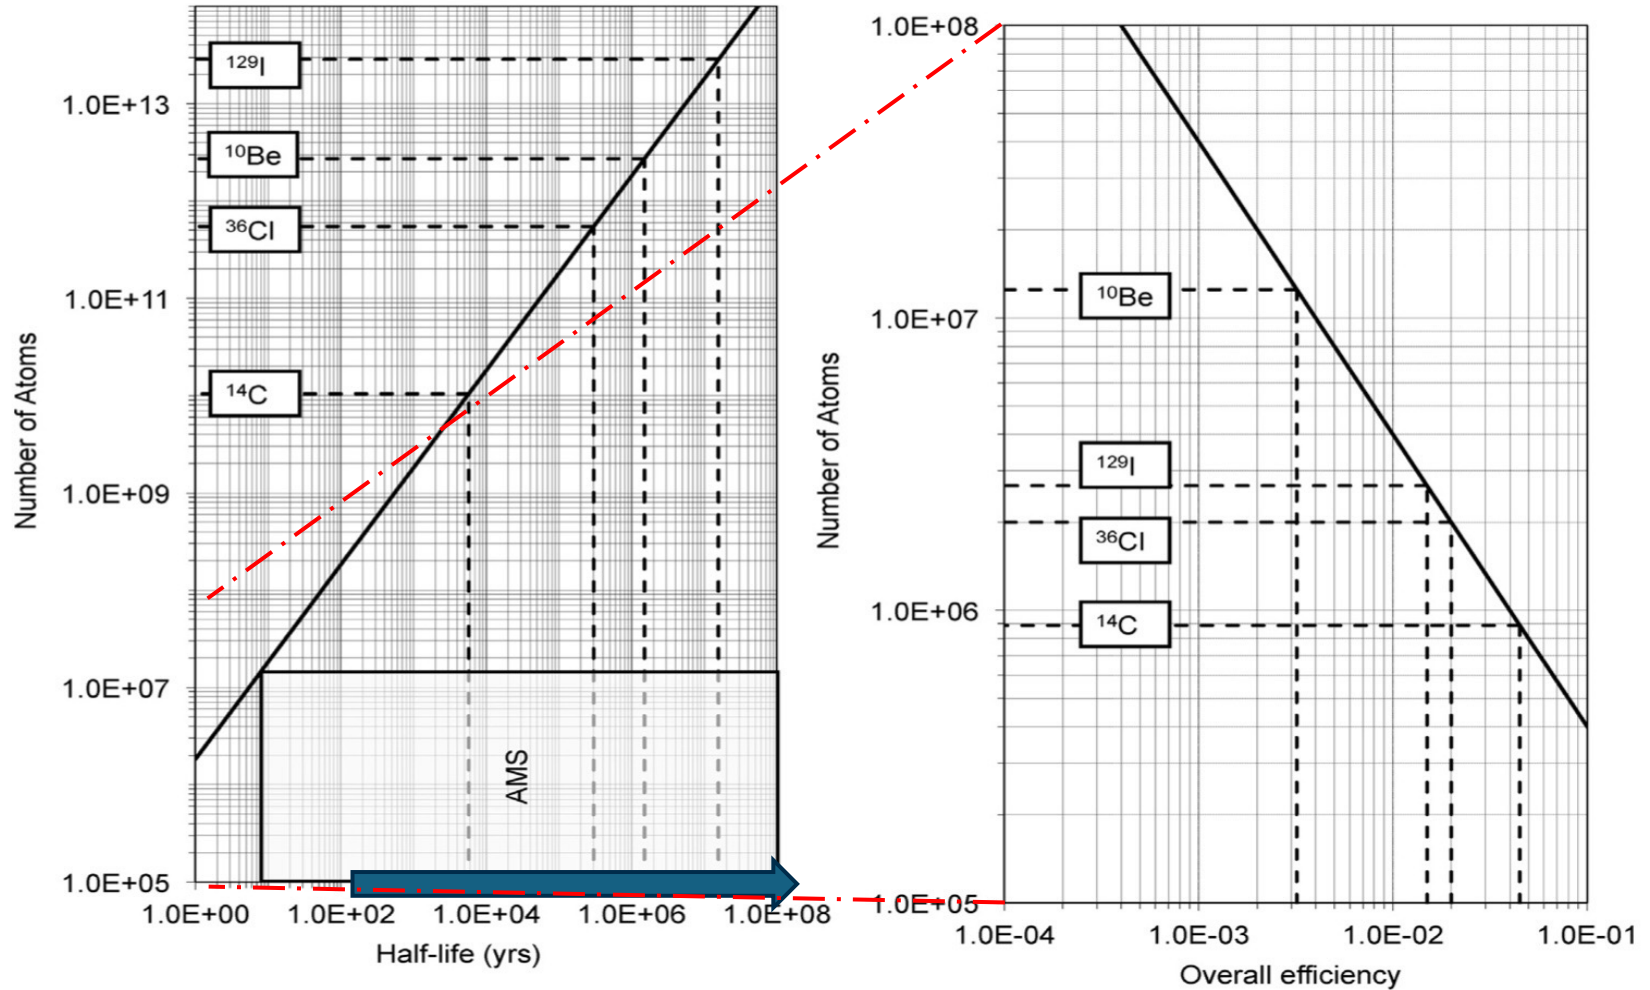 Number of Atoms
1.0E+13
1.0E+11
1.0E+09
1.0E+07
1.0E+05
¹²⁹I
¹⁰Be
³⁶Cl
¹⁴C
AMS
1.0E+00
1.0E+02
1.0E+04
1.0E+06
1.0E+08
Half-life (yrs)
Number of Atoms
1.0E+08
1.0E+07
1.0E+06
1.0E+05
¹⁰Be
¹²⁹I
³⁶Cl
¹⁴C
1.0E-04
1.0E-03
1.0E-02
1.0E-01
Overall efficiency